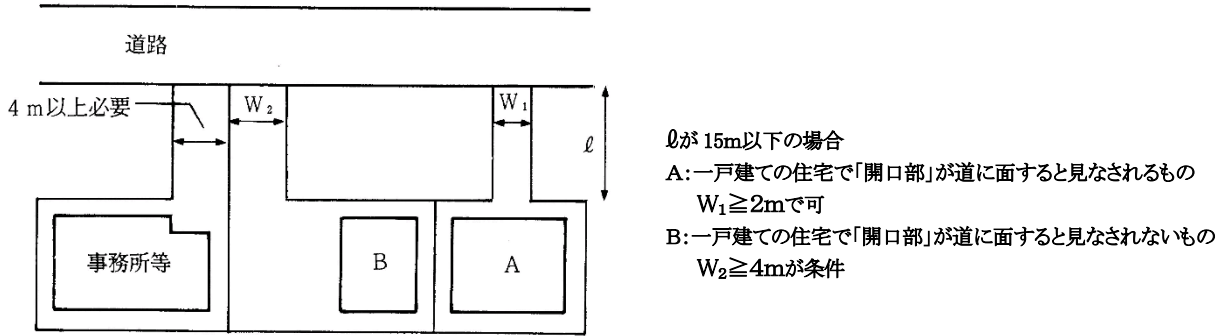 道路
4 m以上必要
W₂
W₁
ℓ
事務所等
B
A
ℓが 15m以下の場合
A:一戸建ての住宅で「開口部」が道に面すると見なされるもの
W₁≧2mで可
B:一戸建ての住宅で「開口部」が道に面すると見なされないもの
W₂≧4mが条件